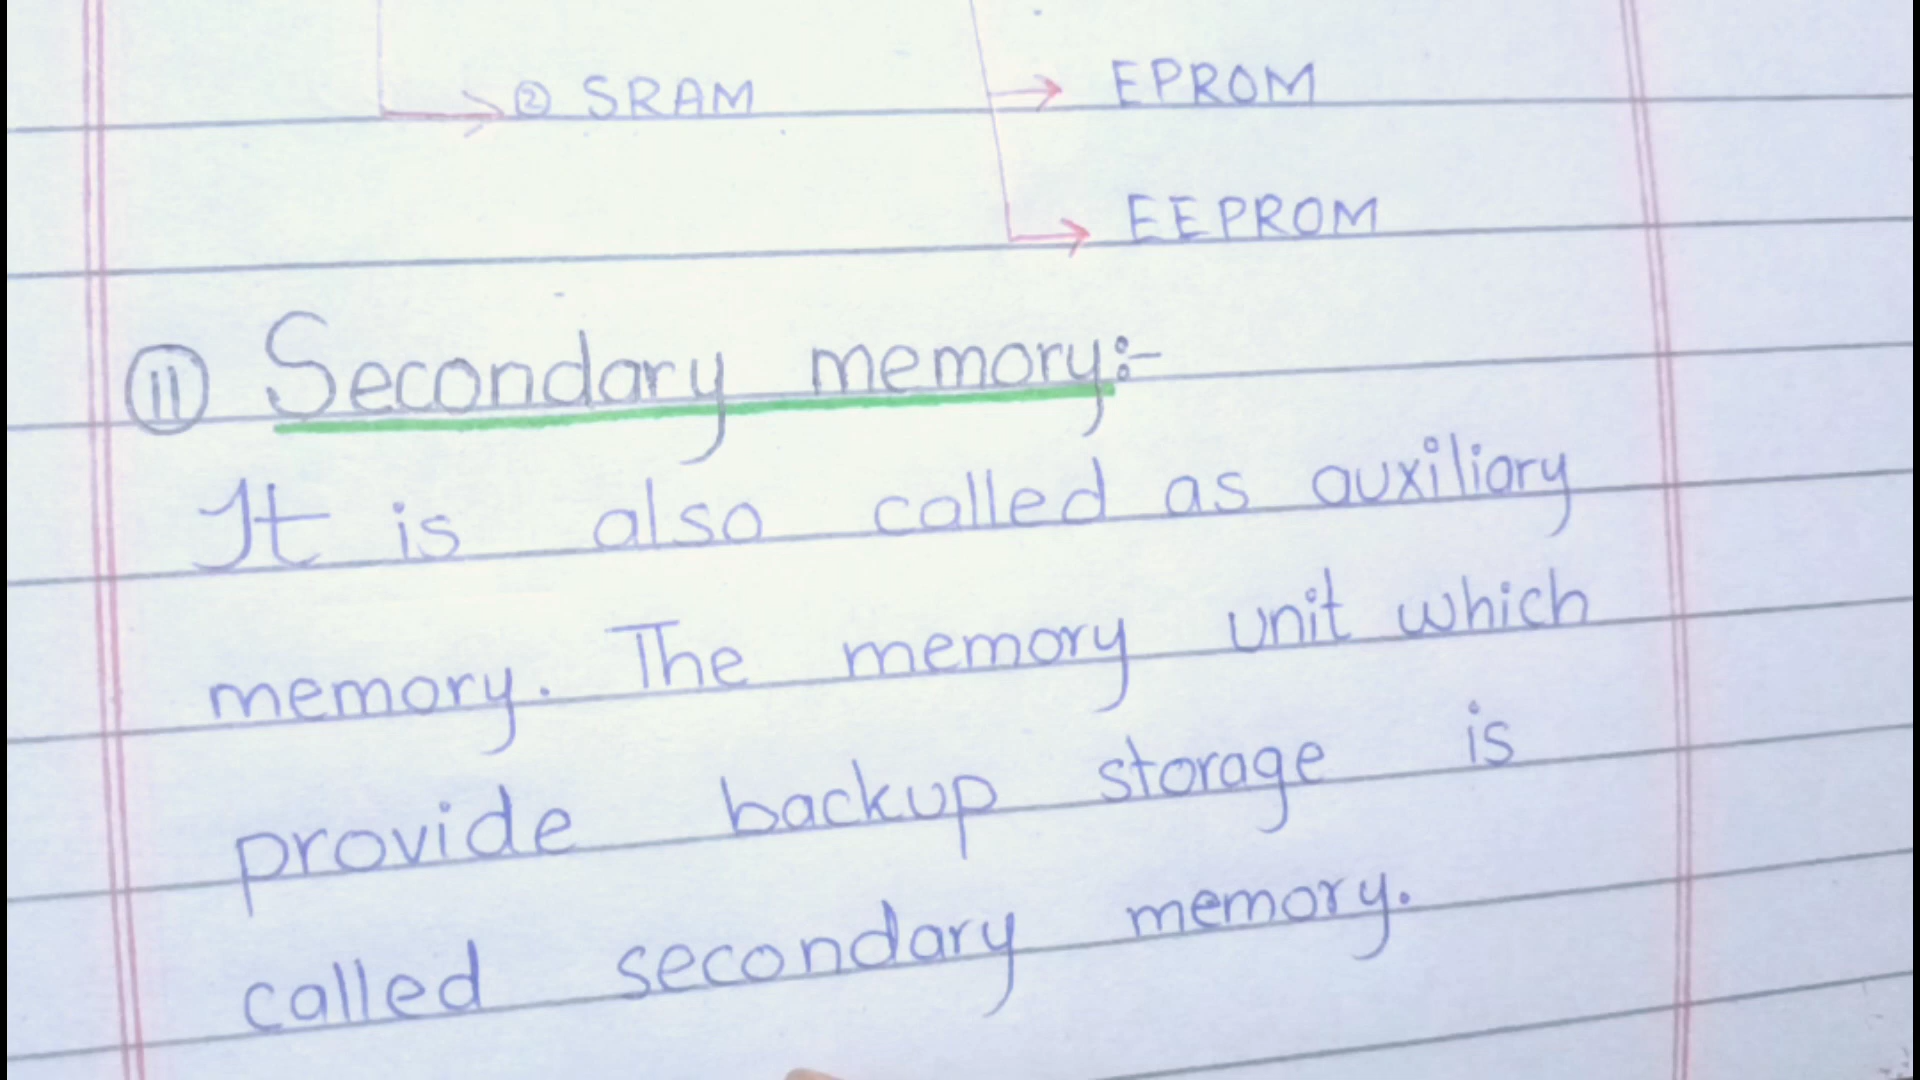 ② SRAM → EPROM
→ EEPROM
⑪ Secondary memory:-
It is also called as auxiliary
memory. The memory unit which
provide backup storage is
called secondary memory.